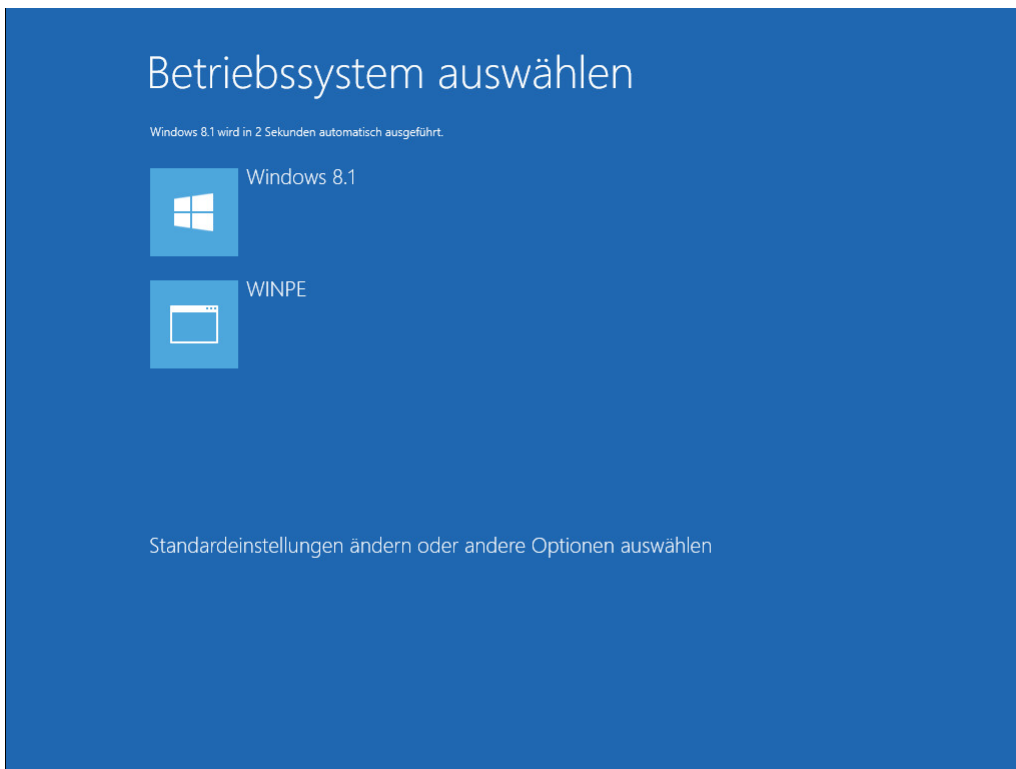 Betriebssystem auswählen
Windows 8.1 wird in 2 Sekunden automatisch ausgeführt.
Windows 8.1
WINPE
Standardeinstellungen ändern oder andere Optionen auswählen